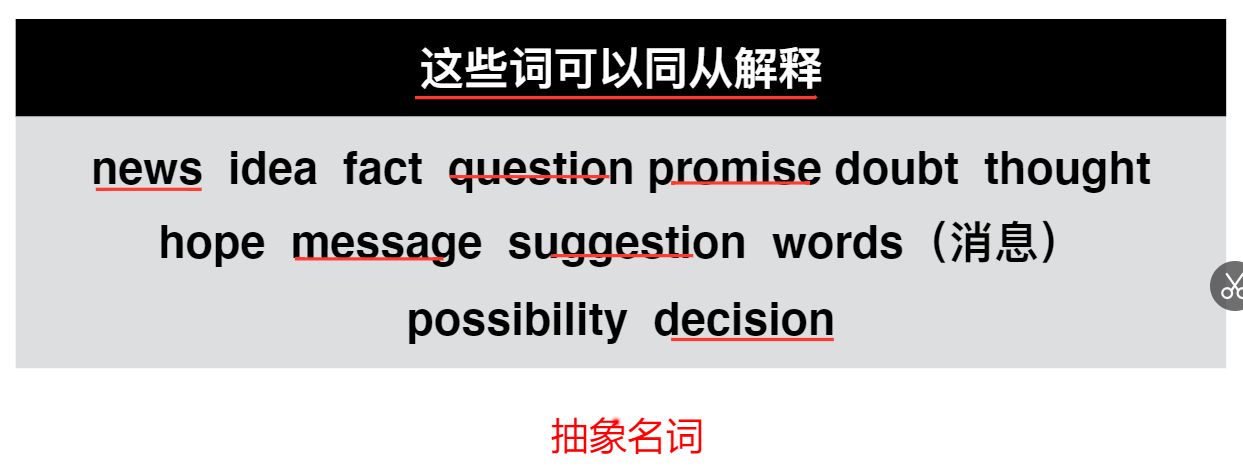 这些词可以同从解释
news idea fact question promise doubt thought
hope message suggestion words（消息）
possibility decision
抽象名词